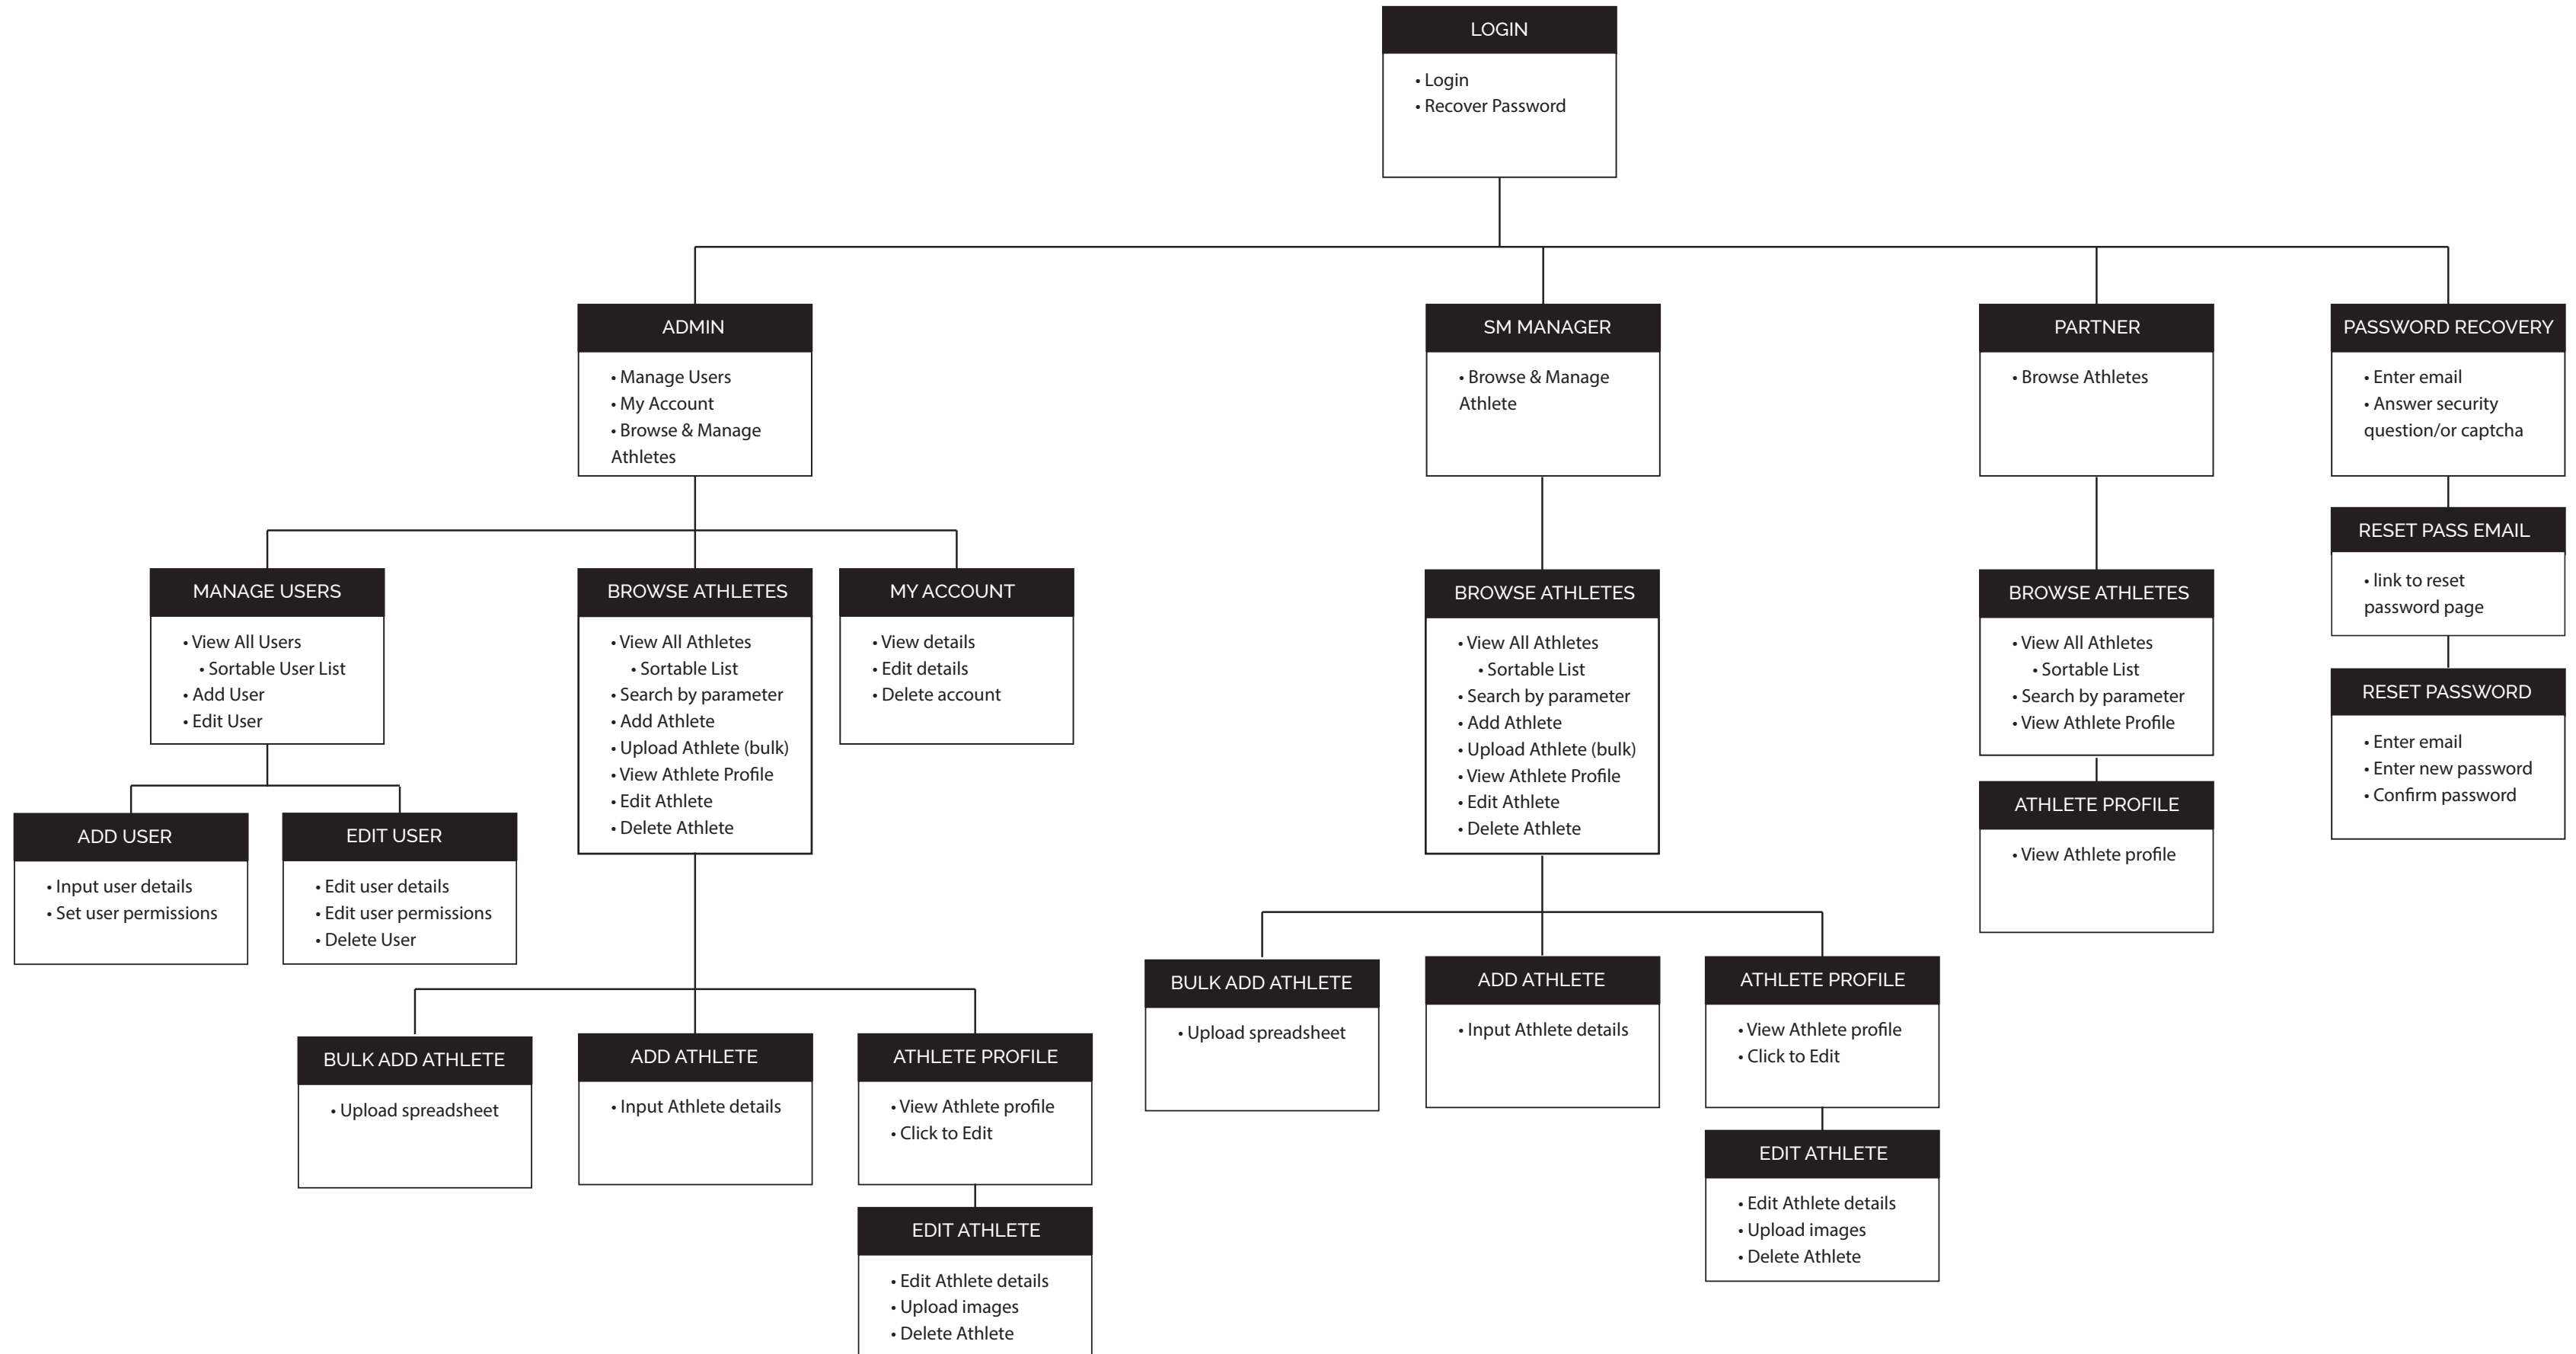 LOGIN
• Login
• Recover Password
ADMIN
• Manage Users
• My Account
• Browse & Manage
Athletes
SM MANAGER
• Browse & Manage
Athlete
PARTNER
• Browse Athletes
PASSWORD RECOVERY
• Enter email
• Answer security
question/or captcha
RESET PASS EMAIL
• link to reset
password page
MANAGE USERS
• View All Users
• Sortable User List
• Add User
• Edit User
BROWSE ATHLETES
• View All Athletes
• Sortable List
• Search by parameter
• Add Athlete
• Upload Athlete (bulk)
• View Athlete Profile
• Edit Athlete
• Delete Athlete
MY ACCOUNT
• View details
• Edit details
• Delete account
BROWSE ATHLETES
• View All Athletes
• Sortable List
• Search by parameter
• Add Athlete
• Upload Athlete (bulk)
• View Athlete Profile
• Edit Athlete
• Delete Athlete
BROWSE ATHLETES
• View All Athletes
• Sortable List
• Search by parameter
• View Athlete Profile
RESET PASSWORD
• Enter email
• Enter new password
• Confirm password
ADD USER
• Input user details
• Set user permissions
EDIT USER
• Edit user details
• Edit user permissions
• Delete User
ATHLETE PROFILE
• View Athlete profile
BULK ADD ATHLETE
• Upload spreadsheet
ADD ATHLETE
• Input Athlete details
ATHLETE PROFILE
• View Athlete profile
• Click to Edit
BULK ADD ATHLETE
• Upload spreadsheet
ADD ATHLETE
• Input Athlete details
ATHLETE PROFILE
• View Athlete profile
• Click to Edit
EDIT ATHLETE
• Edit Athlete details
• Upload images
• Delete Athlete
EDIT ATHLETE
• Edit Athlete details
• Upload images
• Delete Athlete